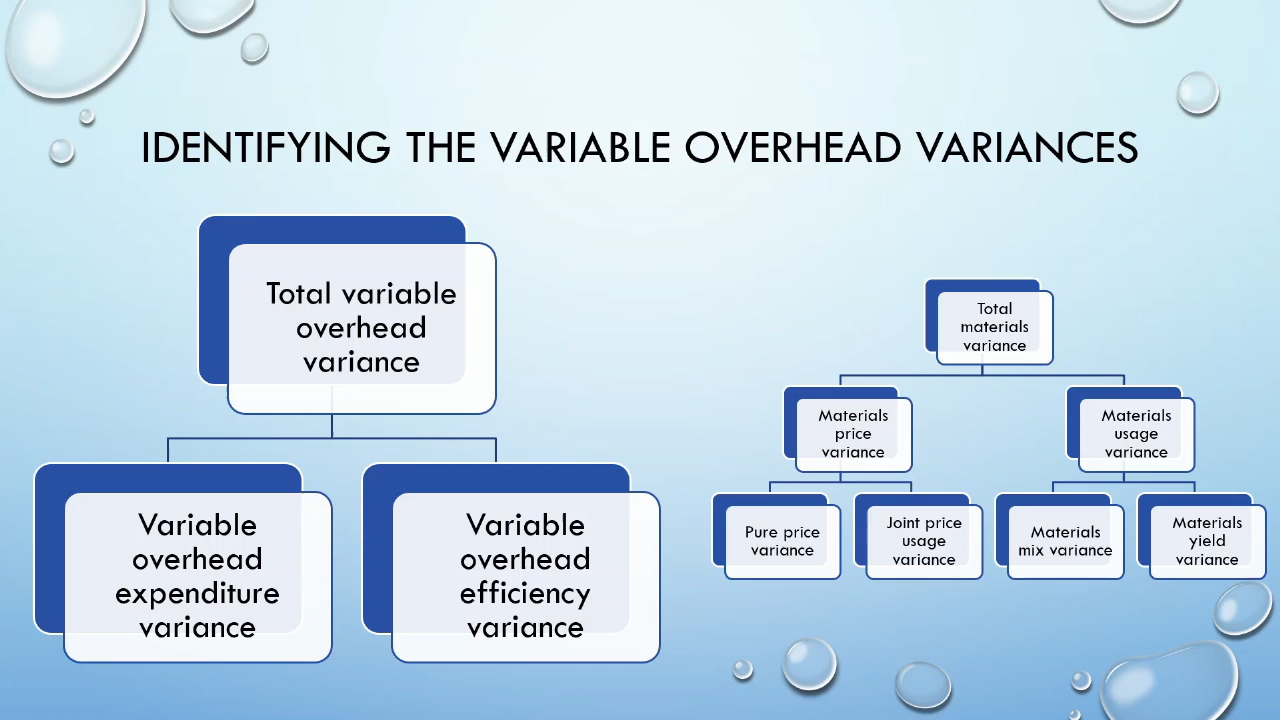 IDENTIFYING THE VARIABLE OVERHEAD VARIANCES
Total variable
overhead
variance
Variable
overhead
expenditure
variance
Variable
overhead
efficiency
variance
Total
materials
variance
Materials
price
variance
Materials
usage
variance
Pure price
variance
Joint price
usage
variance
Materials
mix variance
Materials
yield
variance